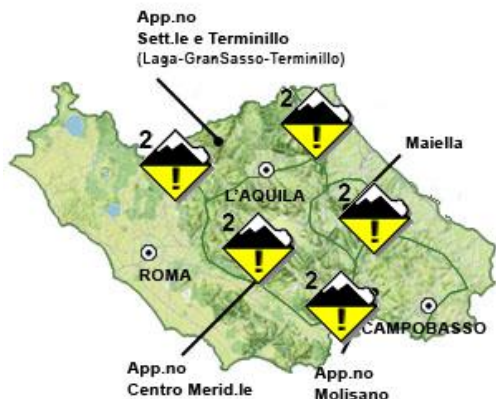 App.no
Sett.le e Terminillo
(Laga-GranSasso-Terminillo)
2
2
Maiella
L'AQUILA
2
2
ROMA
2
CAMPOBASSO
App.no
Centro Merid.le
App.no
Molisano